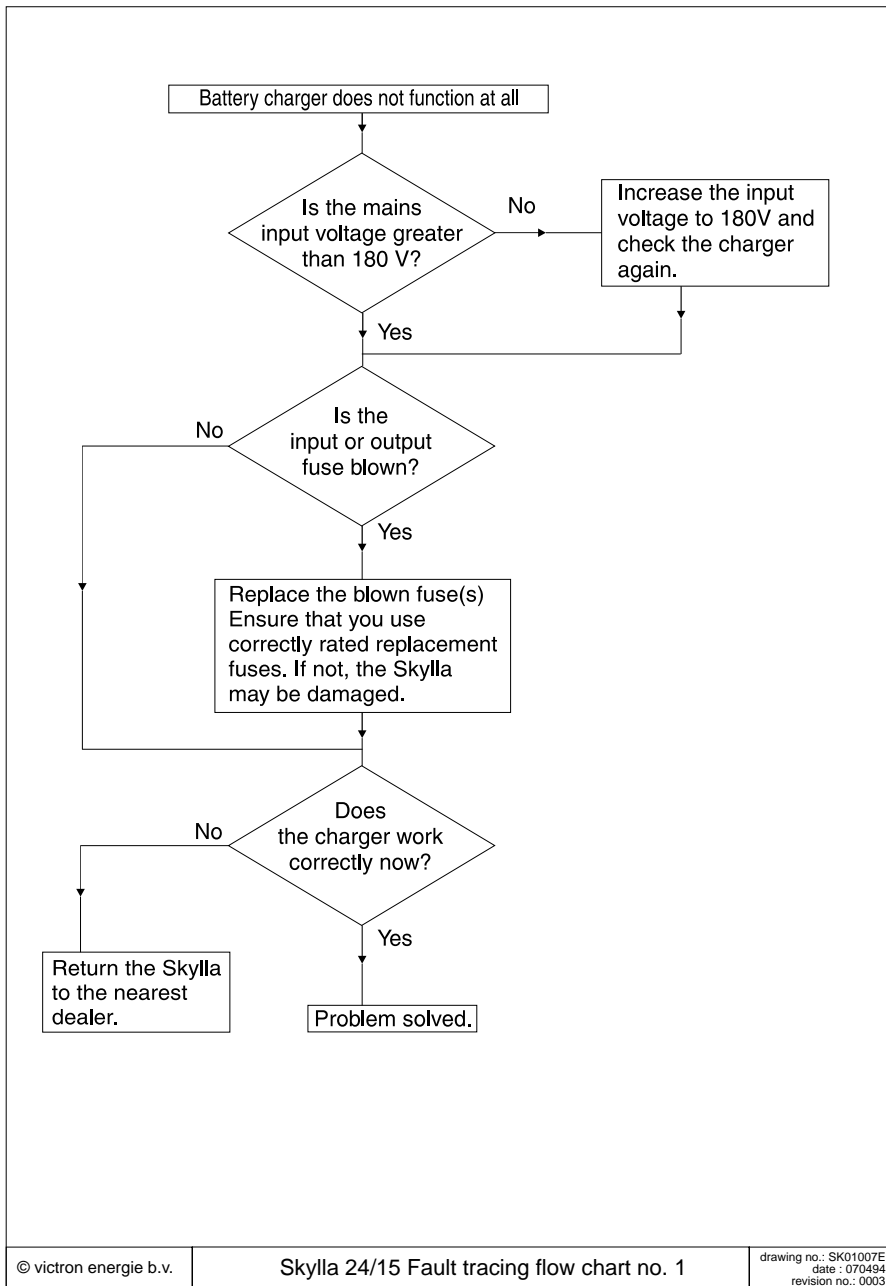 Battery charger does not function at all
Is the mains
input voltage greater
than 180 V?
No
Increase the input
voltage to 180V and
check the charger
again.
Yes
Is the
input or output
fuse blown?
No
Yes
Replace the blown fuse(s)
Ensure that you use
correctly rated replacement
fuses. If not, the Skylla
may be damaged.
Does
the charger work
correctly now?
No
Yes
Return the Skylla
to the nearest
dealer.
Problem solved.
© victron energie b.v.
Skylla 24/15 Fault tracing flow chart no. 1
drawing no.: SK01007E
date : 070494
revision no.: 0003